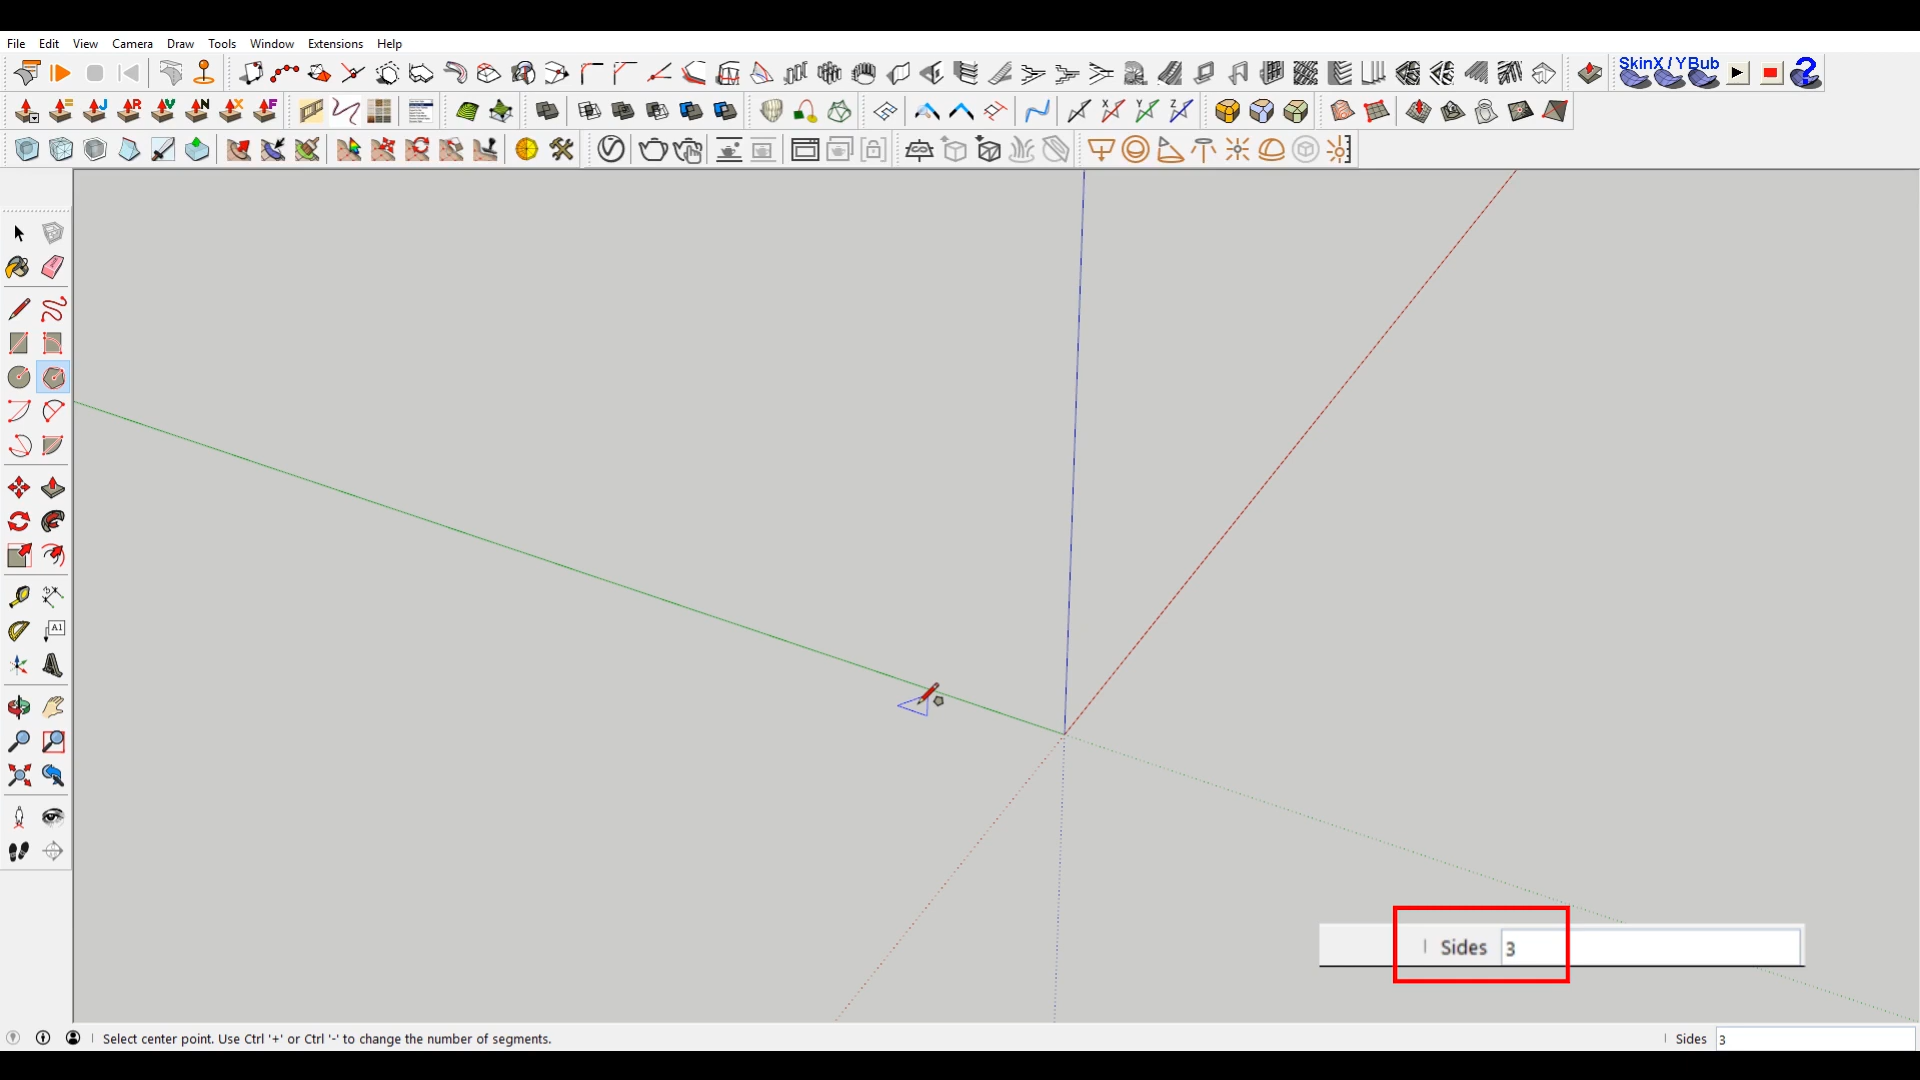 File Edit View Camera Draw Tools Window Extensions Help
SkinX / YBub
?
J R V N X F
X Y Z
A1
Sides 3
Select center point. Use Ctrl '+' or Ctrl '-' to change the number of segments.
Sides 3